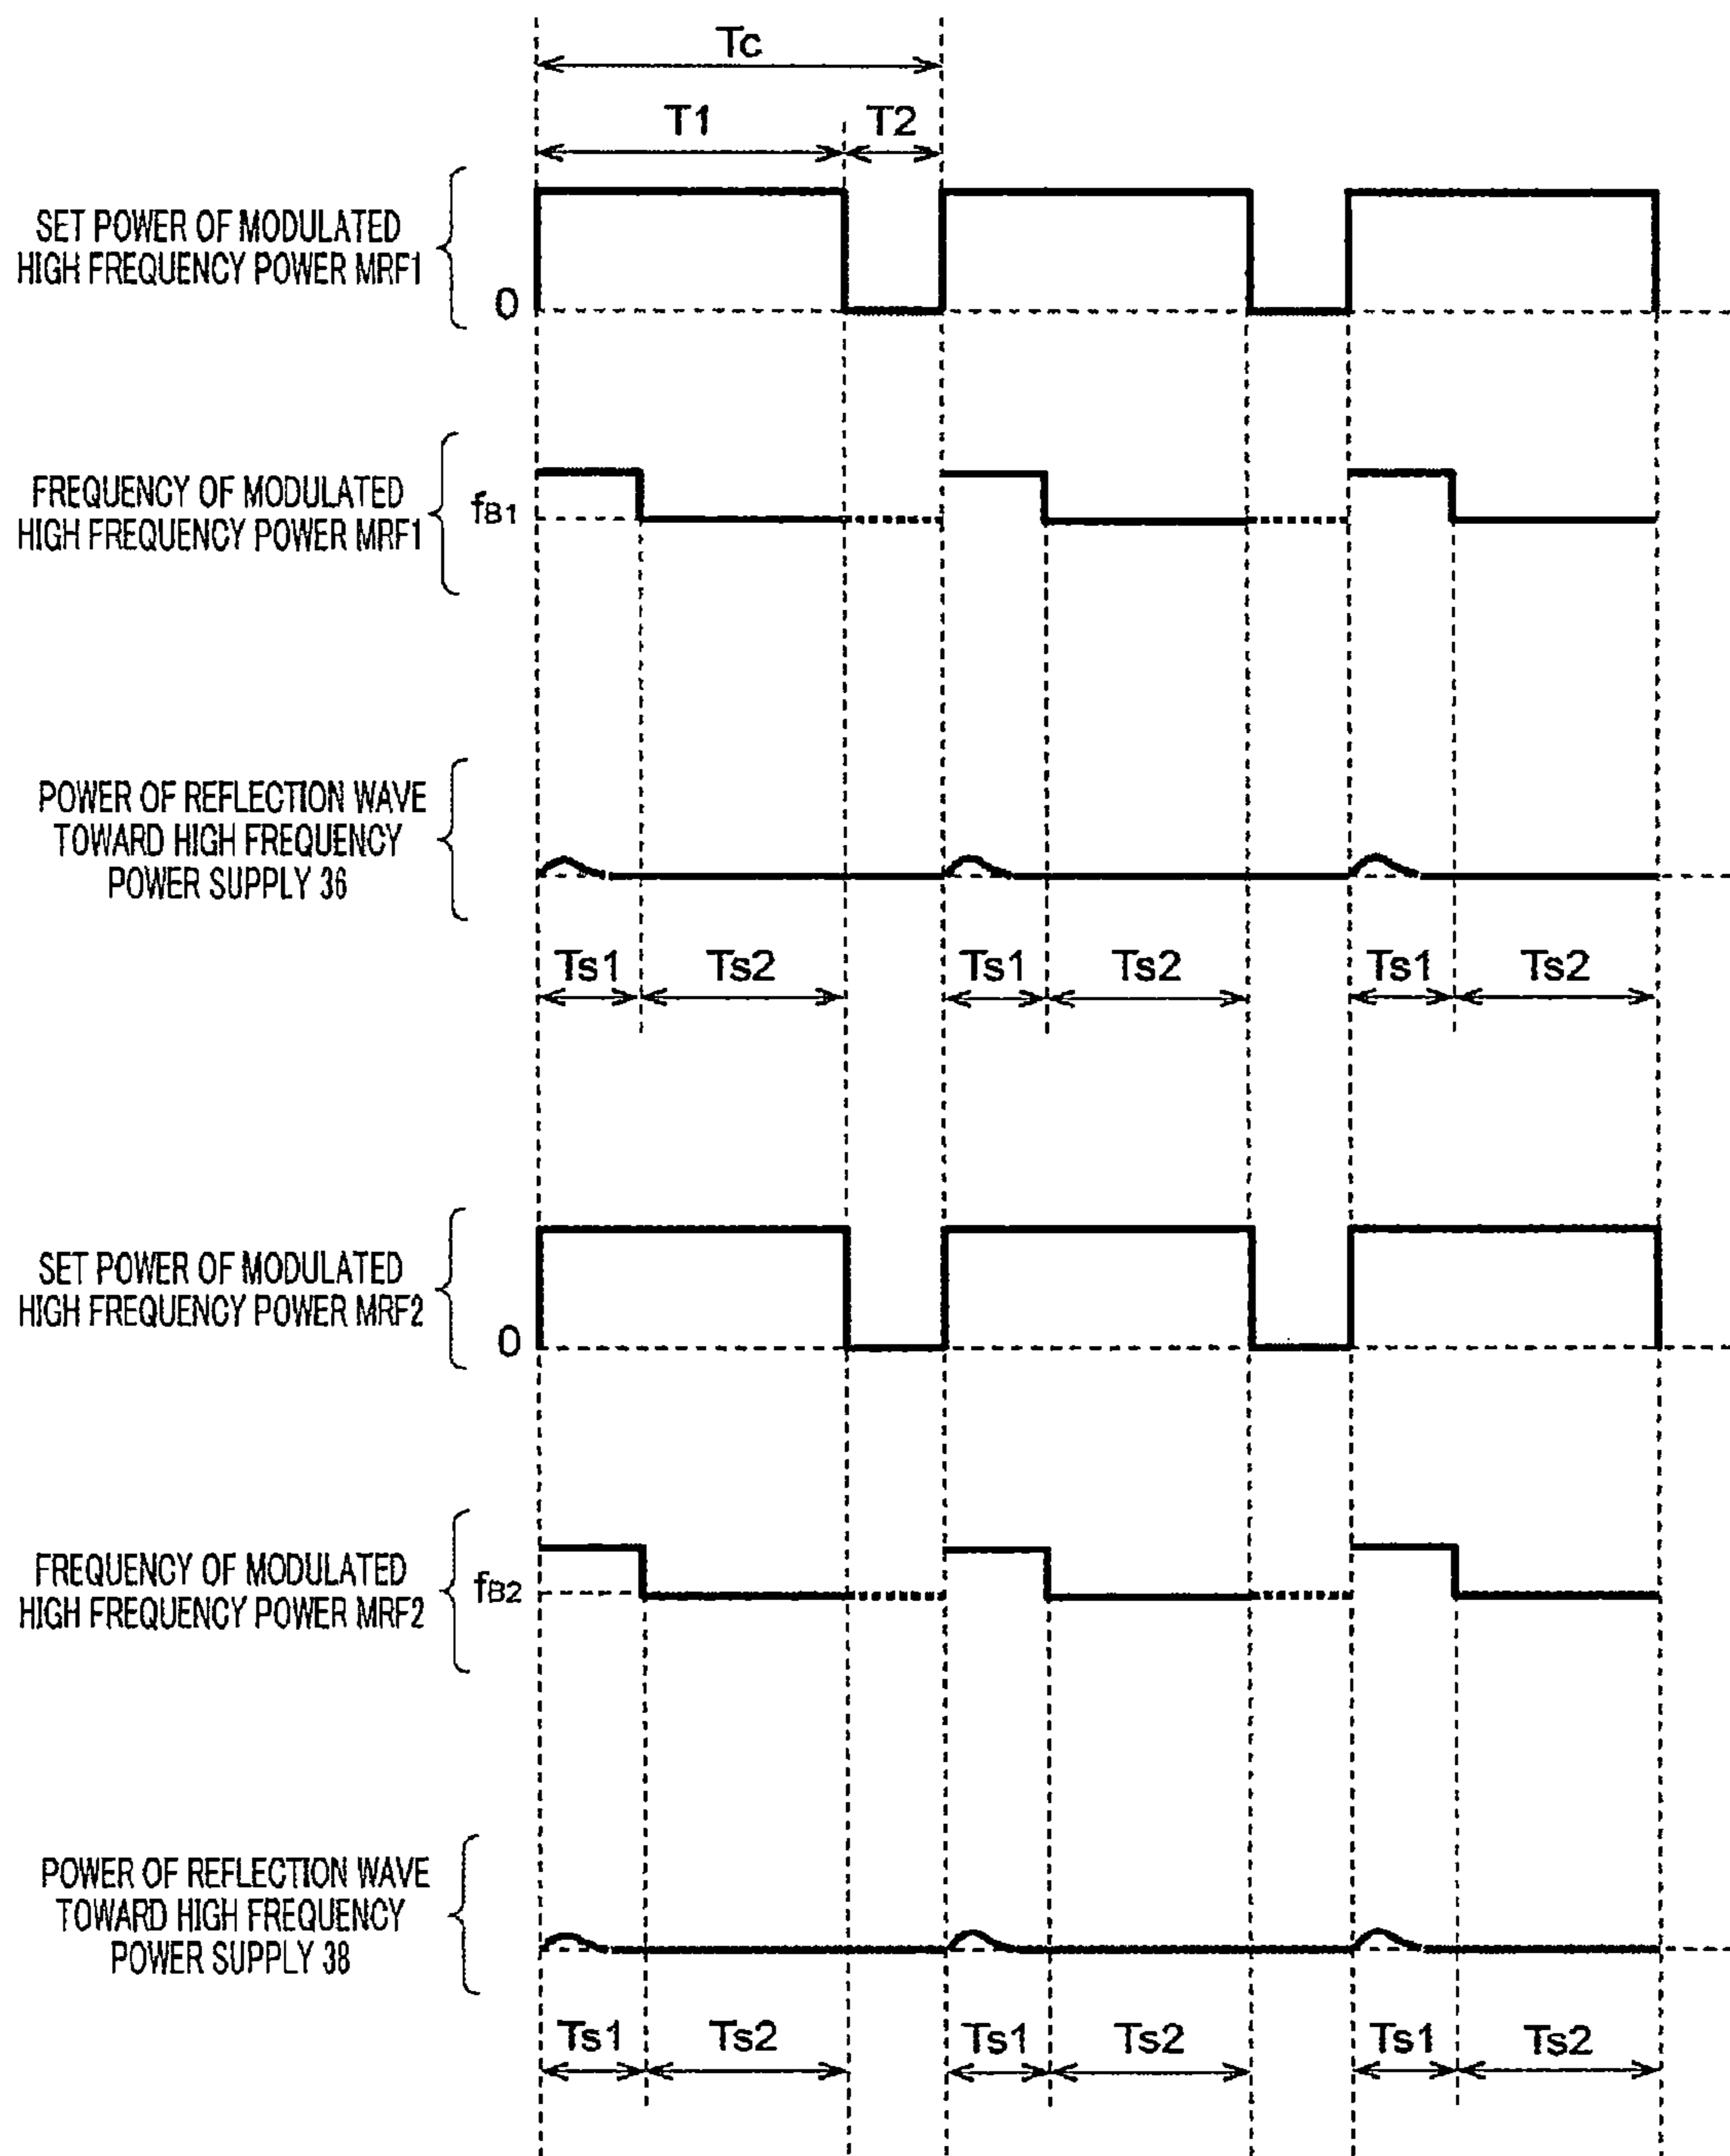 Tc
T1
T2
SET POWER OF MODULATED
HIGH FREQUENCY POWER MRF1
0
FREQUENCY OF MODULATED
HIGH FREQUENCY POWER MRF1
fB1
POWER OF REFLECTION WAVE
TOWARD HIGH FREQUENCY
POWER SUPPLY 36
Ts1 Ts2 Ts1 Ts2 Ts1 Ts2
SET POWER OF MODULATED
HIGH FREQUENCY POWER MRF2
0
FREQUENCY OF MODULATED
HIGH FREQUENCY POWER MRF2
fB2
POWER OF REFLECTION WAVE
TOWARD HIGH FREQUENCY
POWER SUPPLY 38
Ts1 Ts2 Ts1 Ts2 Ts1 Ts2